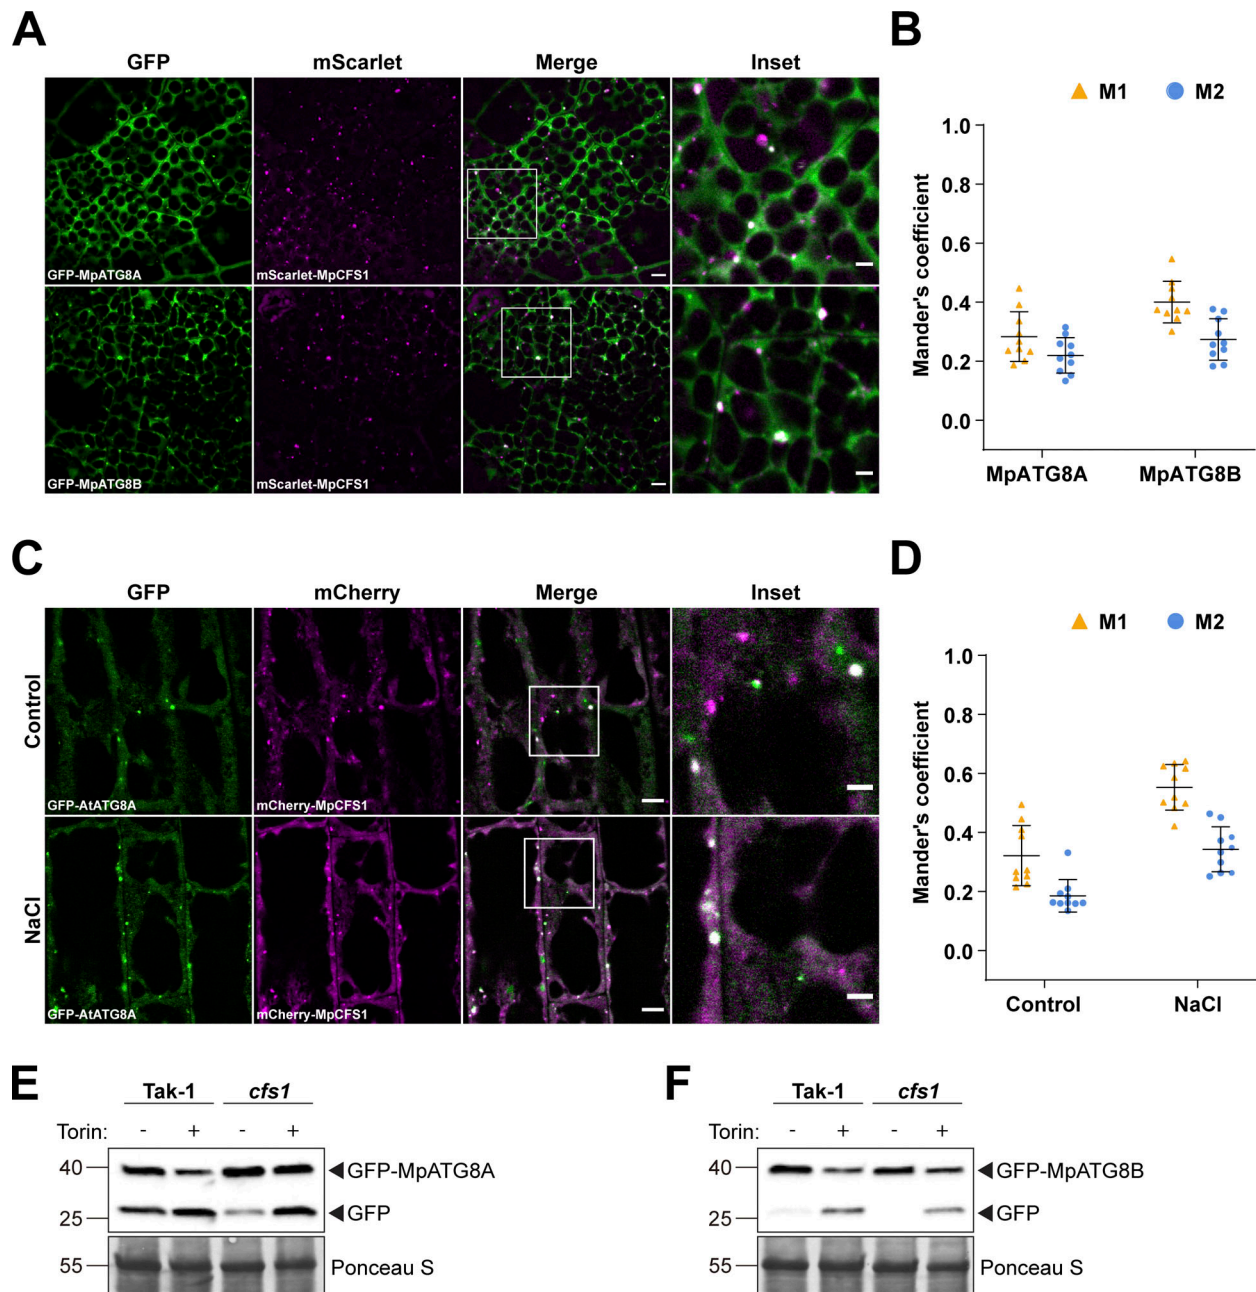 A
GFP mScarlet Merge Inset
GFP-MpATG8A mScarlet-MpCFS1
GFP-MpATG8B mScarlet-MpCFS1
B
M1 M2
Mander's coefficient
1.0
0.8
0.6
0.4
0.2
0.0
MpATG8A MpATG8B
C
GFP mCherry Merge Inset
Control
GFP-AtATG8A mCherry-MpCFS1
NaCl
GFP-AtATG8A mCherry-MpCFS1
D
M1 M2
Mander's coefficient
1.0
0.8
0.6
0.4
0.2
0.0
Control NaCl
E
Tak-1 cfs1
Torin: - + - +
40 GFP-MpATG8A
25 GFP
55 Ponceau S
F
Tak-1 cfs1
Torin: - + - +
40 GFP-MpATG8B
25 GFP
55 Ponceau S